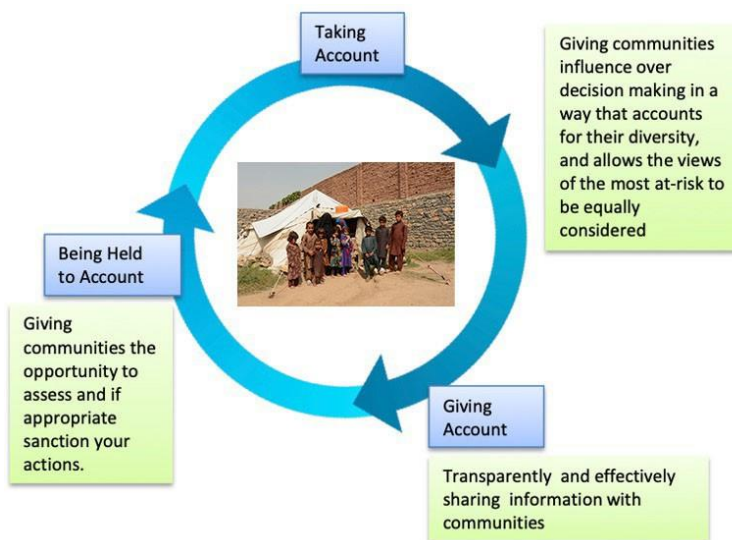 Taking
Account
Giving communities
influence over
decision making in a
way that accounts
for their diversity,
and allows the views
of the most at-risk to
be equally
considered
Being Held
to Account
Giving
communities the
opportunity to
assess and if
appropriate
sanction your
actions.
Giving
Account
Transparently and effectively
sharing information with
communities